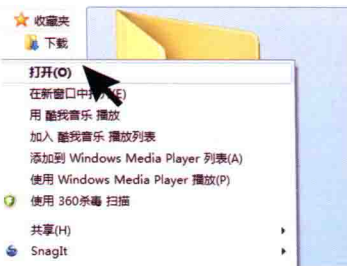 收藏夹
下载
打开(O)
在新窗口中打开(E)
用 酷我音乐 播放
加入 酷我音乐 播放列表
添加到 Windows Media Player 列表(A)
使用 Windows Media Player 播放(P)
使用 360杀毒 扫描
共享(H)
SnagIt